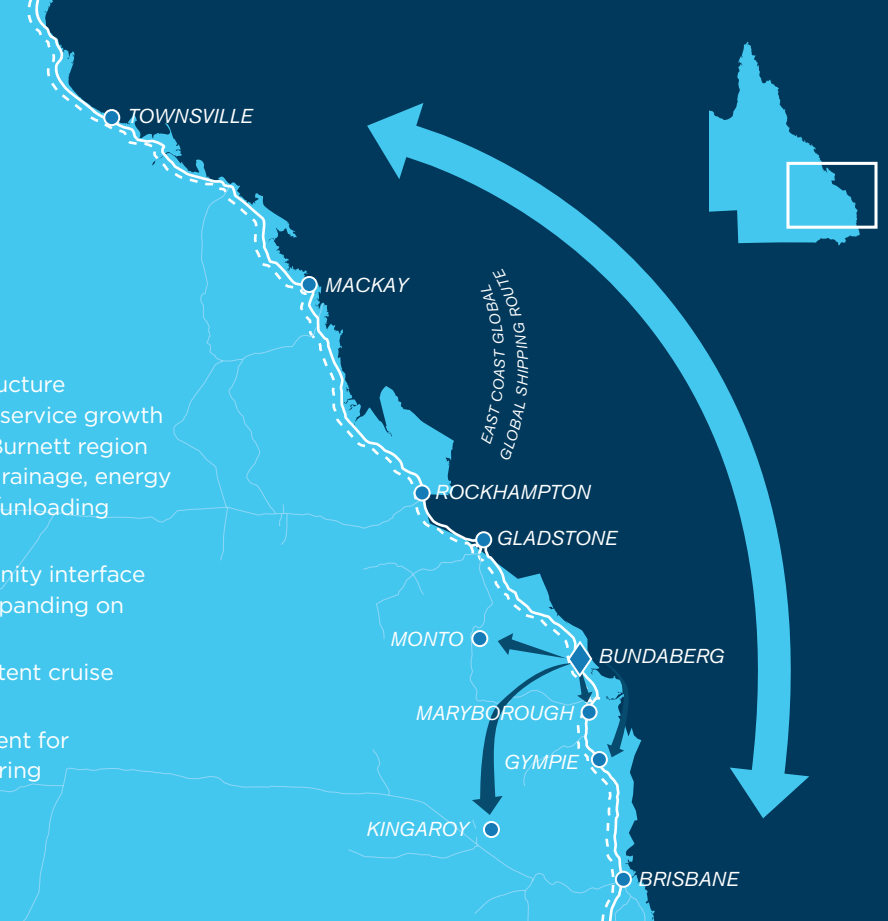 TOWNSVILLE
MACKAY
EAST COAST GLOBAL
GLOBAL SHIPPING ROUTE
ucture
service growth
Burnett region
rainage, energy
/unloading
ROCKHAMPTON
GLADSTONE
nity interface
panding on
MONTO
BUNDABERG
tent cruise
MARYBOROUGH
ent for
GYMPIE
ring
KINGAROY
BRISBANE